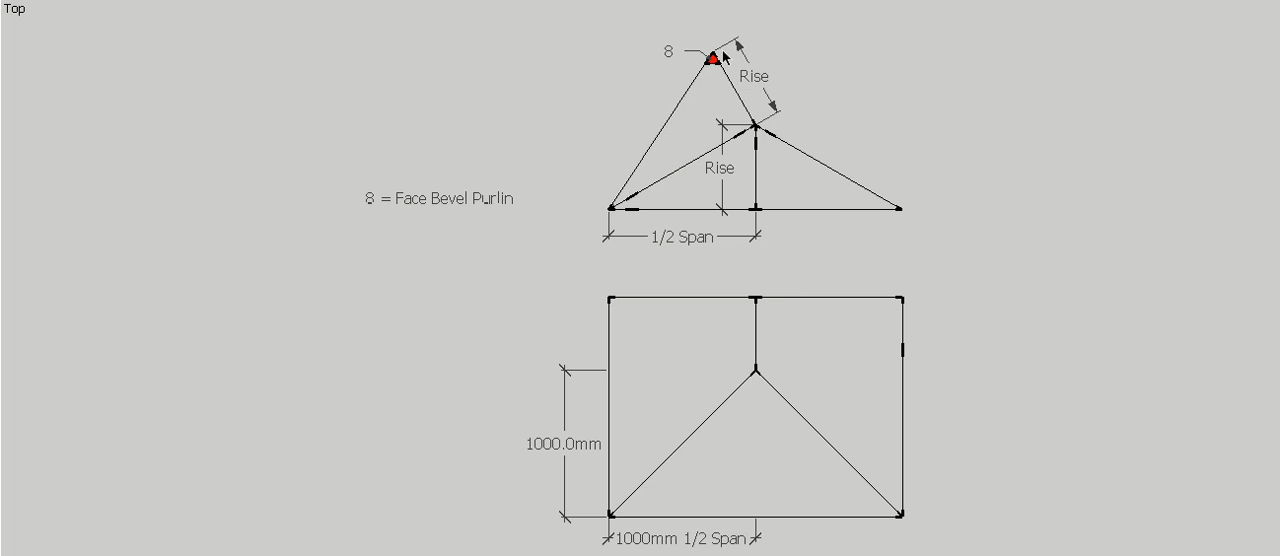 Top
8
Rise
Rise
8 = Face Bevel Purlin
1/2 Span
1000.0mm
1000mm 1/2 Span